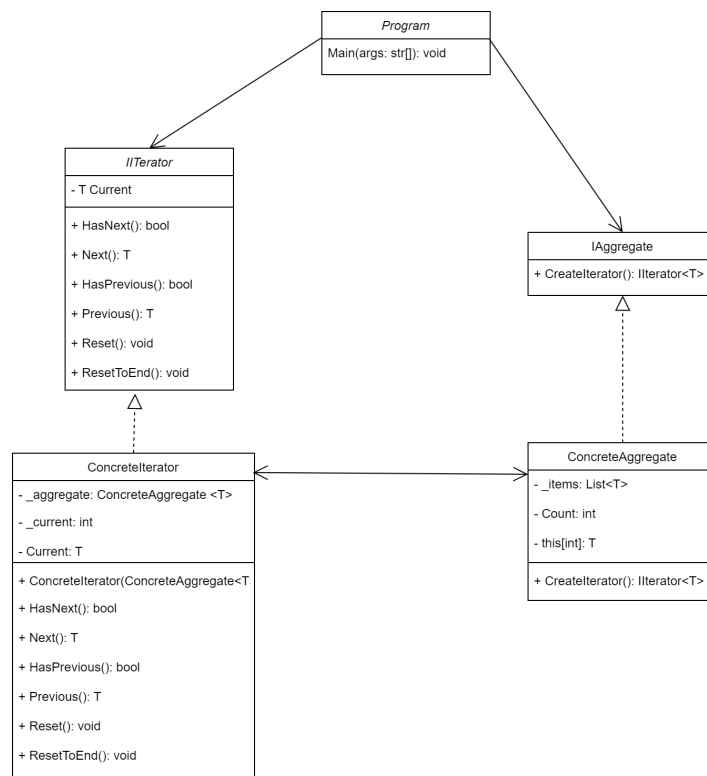 Program
Main(args: str[]): void
IITerator
- T Current
+ HasNext(): bool
+ Next(): T
+ HasPrevious(): bool
+ Previous(): T
+ Reset(): void
+ ResetToEnd(): void
IAggregate
+ CreateIterator(): IIterator<T>
ConcreteIterator
- _aggregate: ConcreteAggregate <T>
- _current: int
- Current: T
+ ConcreteIterator(ConcreteAggregate<T
+ HasNext(): bool
+ Next(): T
+ HasPrevious(): bool
+ Previous(): T
+ Reset(): void
+ ResetToEnd(): void
ConcreteAggregate
- _items: List<T>
- Count: int
- this[int]: T
+ CreateIterator(): IIterator<T>